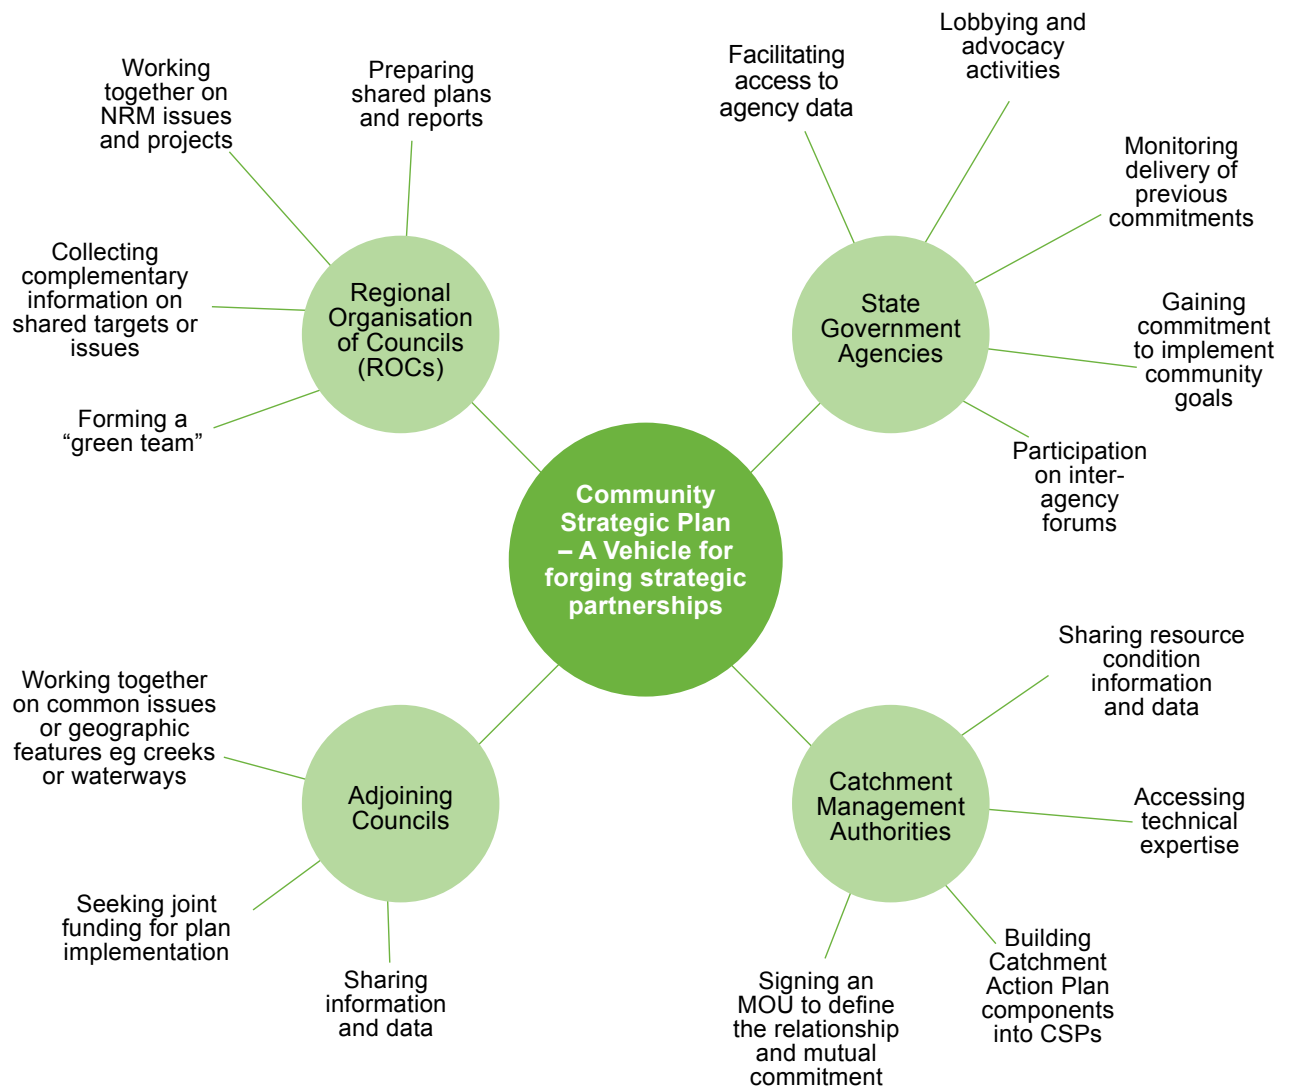 Working
together on
NRM issues
and projects
Preparing
shared plans
and reports
Collecting
complementary
information on
shared targets or
issues
Forming a
“green team”
Regional
Organisation
of Councils
(ROCs)
Facilitating
access to
agency data
Lobbying and
advocacy
activities
Monitoring
delivery of
previous
commitments
Gaining
commitment
to implement
community
goals
Participation
on inter-
agency
forums
State
Government
Agencies
Community
Strategic Plan
– A Vehicle for
forging strategic
partnerships
Working together
on common issues
or geographic
features eg creeks
or waterways
Adjoining
Councils
Seeking joint
funding for plan
implementation
Sharing
information
and data
Catchment
Management
Authorities
Sharing resource
condition
information
and data
Accessing
technical
expertise
Building
Catchment
Action Plan
components
into CSPs
Signing an
MOU to define
the relationship
and mutual
commitment